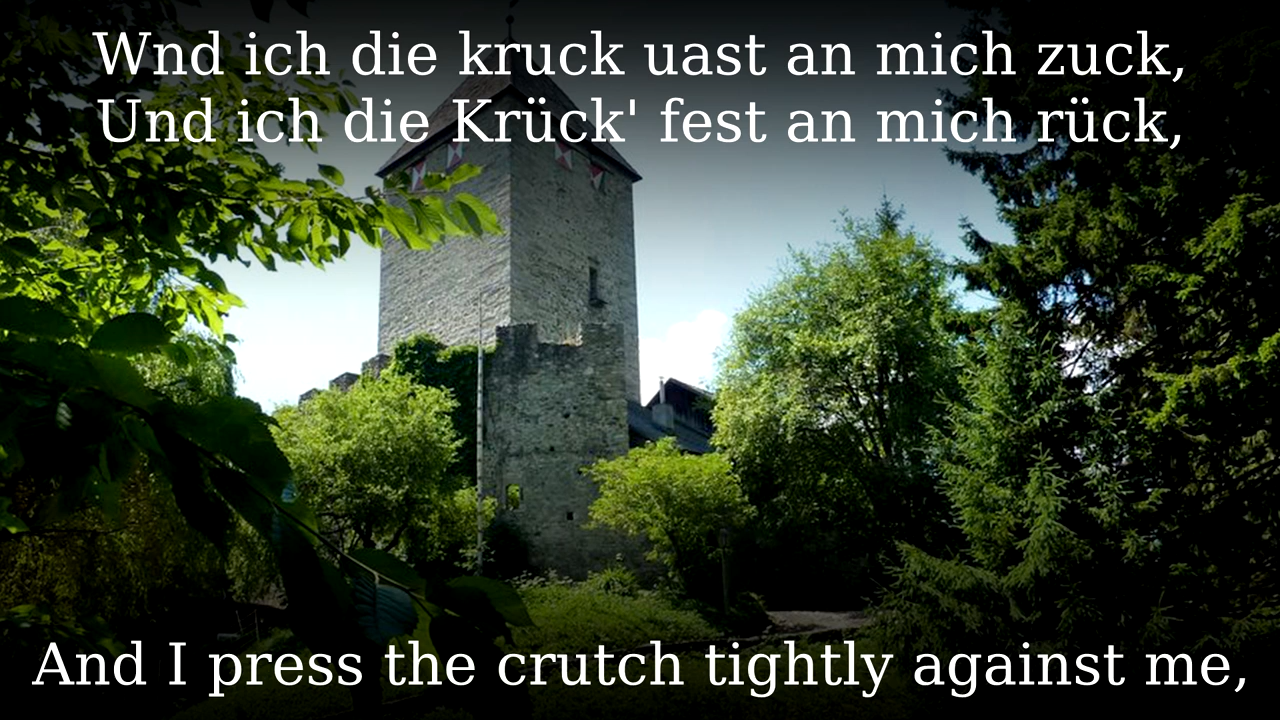 Wnd ich die kruck uast an mich zuck,
Und ich die Krück' fest an mich rück,
And I press the crutch tightly against me,